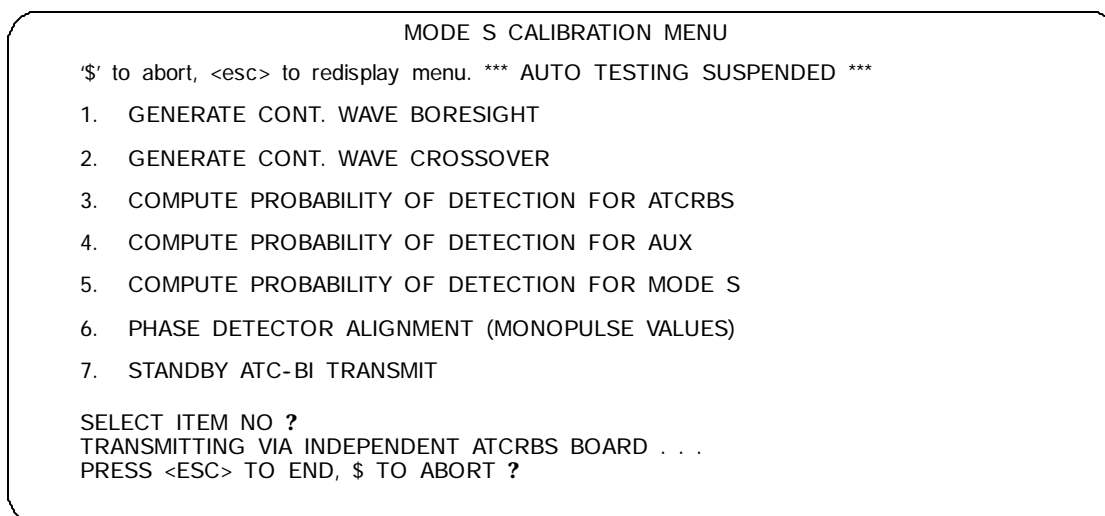 MODE S CALIBRATION MENU
'$' to abort, <esc> to redisplay menu. *** AUTO TESTING SUSPENDED ***
1. GENERATE CONT. WAVE BORESIGHT
2. GENERATE CONT. WAVE CROSSOVER
3. COMPUTE PROBABILITY OF DETECTION FOR ATCRBS
4. COMPUTE PROBABILITY OF DETECTION FOR AUX
5. COMPUTE PROBABILITY OF DETECTION FOR MODE S
6. PHASE DETECTOR ALIGNMENT (MONOPULSE VALUES)
7. STANDBY ATC-BI TRANSMIT
SELECT ITEM NO ?
TRANSMITTING VIA INDEPENDENT ATCRBS BOARD . . .
PRESS <ESC> TO END, $ TO ABORT ?